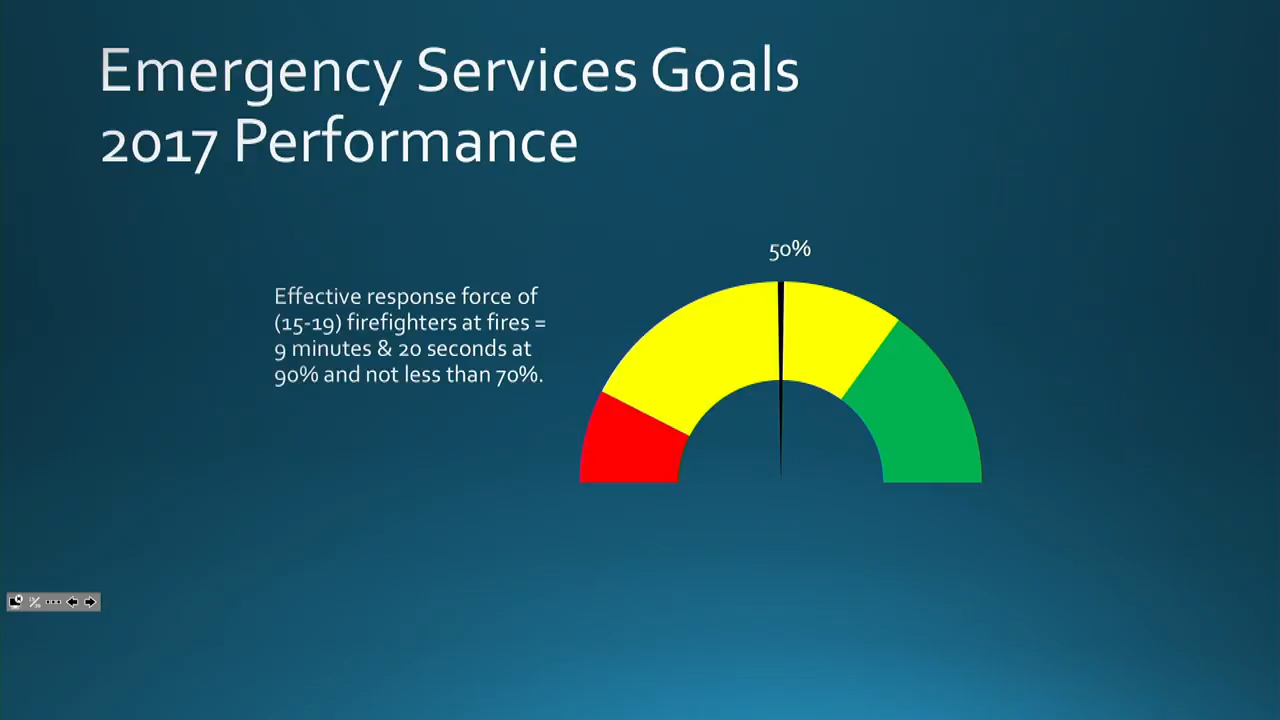 Emergency Services Goals
2017 Performance
50%
Effective response force of
(15-19) firefighters at fires =
9 minutes & 20 seconds at
90% and not less than 70%.